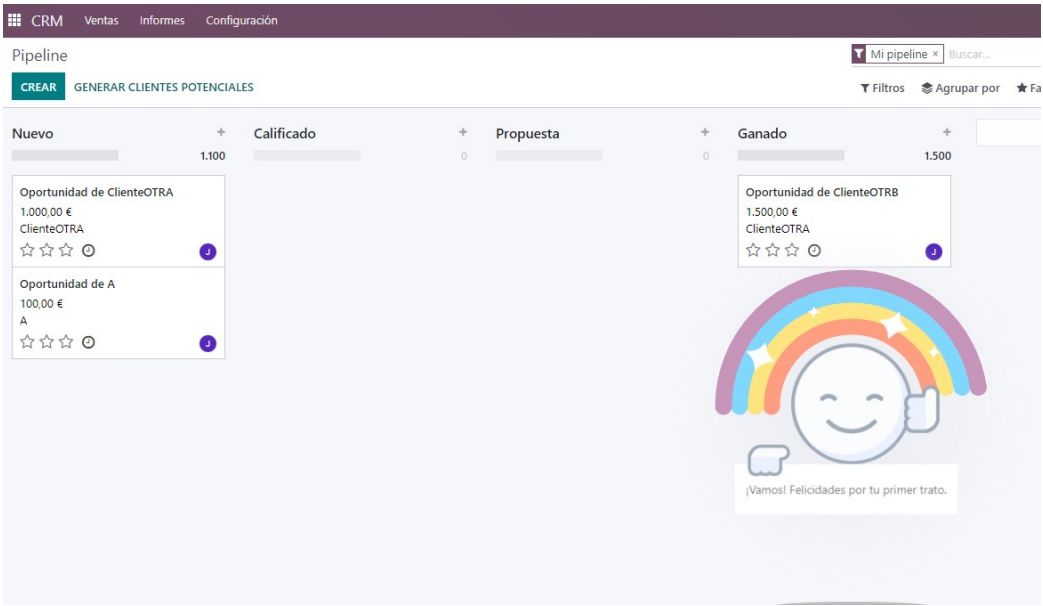 CRM Ventas Informes Configuración
Pipeline
Mi pipeline × Buscar...
CREAR GENERAR CLIENTES POTENCIALES
Filtros Agrupar por Fa
Nuevo +
1.100
Oportunidad de ClienteOTRA
1.000,00 €
ClienteOTRA
J
Oportunidad de A
100,00 €
A
J
Calificado +
0
Propuesta +
0
Ganado +
1.500
Oportunidad de ClienteOTRB
1.500,00 €
ClienteOTRA
J
¡Vamos! Felicidades por tu primer trato.